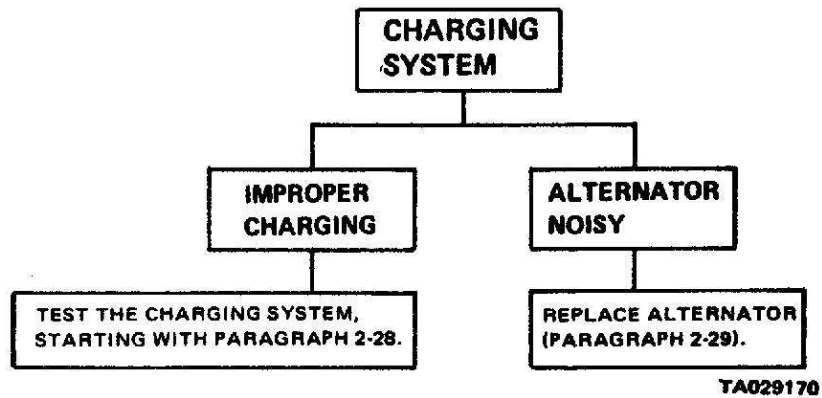 CHARGING
SYSTEM
IMPROPER
CHARGING
ALTERNATOR
NOISY
TEST THE CHARGING SYSTEM,
STARTING WITH PARAGRAPH 2-28.
REPLACE ALTERNATOR
(PARAGRAPH 2-29).
TA029170